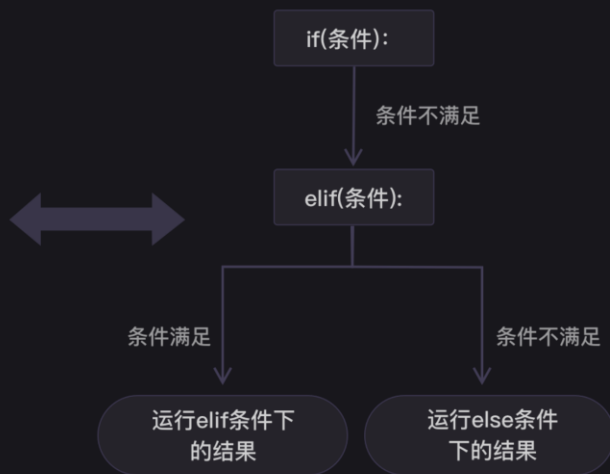 if(条件)：
条件不满足
elif(条件):
条件满足
条件不满足
运行elif条件下
的结果
运行else条件
下的结果